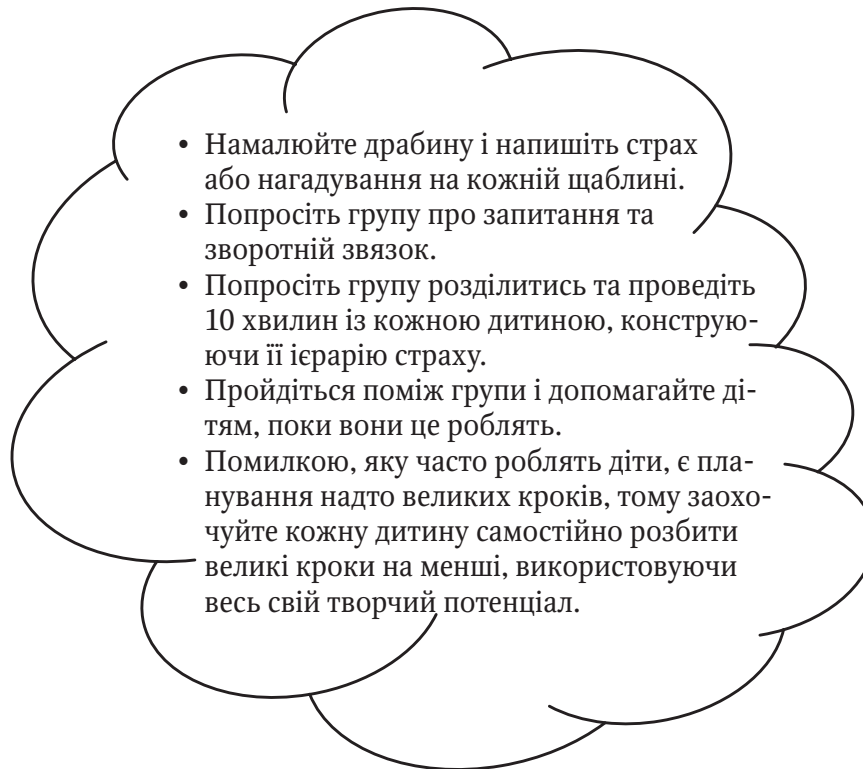 • Намалюйте драбину і напишіть страх
або нагадування на кожній щаблині.
• Попросіть групу про запитання та
зворотній звязок.
• Попросіть групу розділитись та проведіть
10 хвилин із кожною дитиною, конструю-
ючи її ієрархію страху.
• Пройдіться поміж групи і допомагайте ді-
тям, поки вони це роблять.
• Помилкою, яку часто роблять діти, є пла-
нування надто великих кроків, тому заохо-
чуйте кожну дитину самостійно розбити
великі кроки на менші, використовуючи
весь свій творчий потенціал.